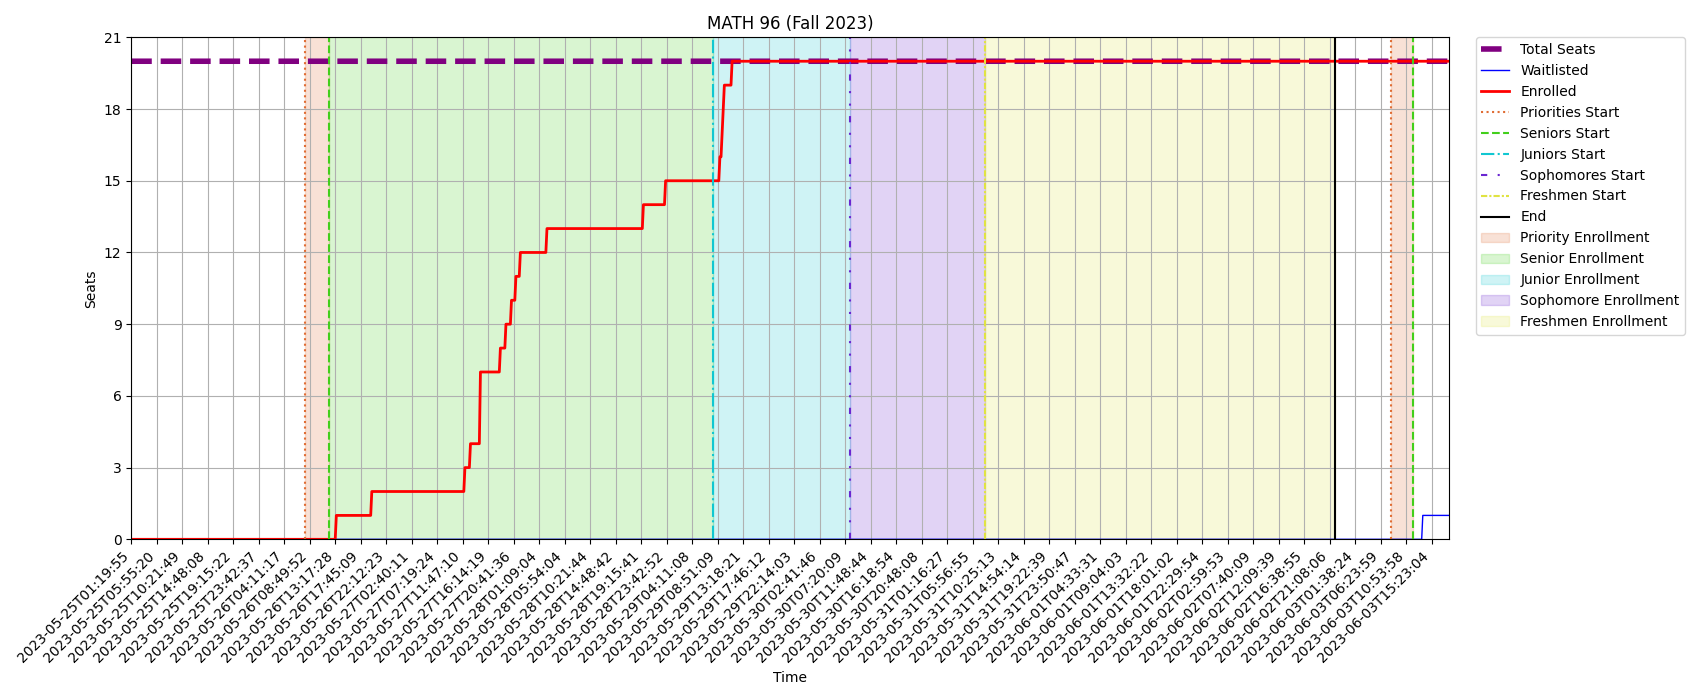 MATH 96 (Fall 2023)
21
18
15
12
9
6
3
0
Seats
2023-05-25T01:19:55
2023-05-25T05:55:20
2023-05-25T10:21:49
2023-05-25T14:48:08
2023-05-25T19:15:22
2023-05-25T23:42:37
2023-05-26T04:11:17
2023-05-26T08:49:52
2023-05-26T13:17:28
2023-05-26T17:45:09
2023-05-26T22:12:23
2023-05-27T02:40:11
2023-05-27T07:19:24
2023-05-27T11:47:10
2023-05-27T16:14:19
2023-05-27T20:41:36
2023-05-28T01:09:04
2023-05-28T05:54:04
2023-05-28T10:21:44
2023-05-28T14:48:42
2023-05-28T19:15:41
2023-05-28T23:42:52
2023-05-29T04:11:08
2023-05-29T08:51:09
2023-05-29T13:18:21
2023-05-29T17:46:12
2023-05-29T22:14:03
2023-05-30T02:41:46
2023-05-30T07:20:09
2023-05-30T11:48:44
2023-05-30T16:18:54
2023-05-30T20:48:08
2023-05-31T01:16:27
2023-05-31T05:56:55
2023-05-31T10:25:13
2023-05-31T14:54:14
2023-05-31T19:22:39
2023-05-31T23:50:47
2023-06-01T04:33:31
2023-06-01T09:04:03
2023-06-01T13:32:22
2023-06-01T18:01:02
2023-06-01T22:29:54
2023-06-02T02:59:53
2023-06-02T07:40:09
2023-06-02T12:09:39
2023-06-02T16:38:55
2023-06-02T21:08:06
2023-06-03T01:38:24
2023-06-03T06:23:59
2023-06-03T10:53:58
2023-06-03T15:23:04
Time
Total Seats
Waitlisted
Enrolled
Priorities Start
Seniors Start
Juniors Start
Sophomores Start
Freshmen Start
End
Priority Enrollment
Senior Enrollment
Junior Enrollment
Sophomore Enrollment
Freshmen Enrollment